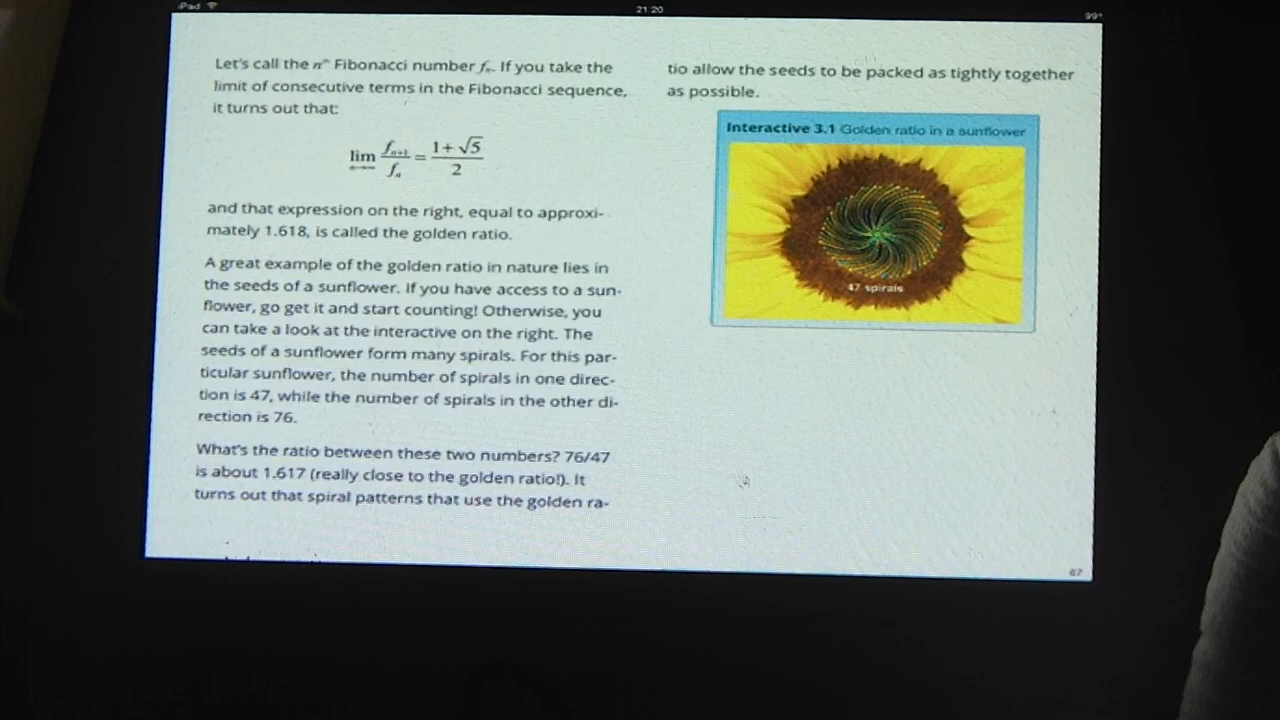 iPad
21:20
99%
Let's call the nth Fibonacci number fn. If you take the
limit of consecutive terms in the Fibonacci sequence,
it turns out that:
lim fn+1/fn = 1+√5/2
and that expression on the right, equal to approxi-
mately 1.618, is called the golden ratio.
A great example of the golden ratio in nature lies in
the seeds of a sunflower. If you have access to a sun-
flower, go get it and start counting! Otherwise, you
can take a look at the interactive on the right. The
seeds of a sunflower form many spirals. For this par-
ticular sunflower, the number of spirals in one direc-
tion is 47, while the number of spirals in the other di-
rection is 76.
What's the ratio between these two numbers? 76/47
is about 1.617 (really close to the golden ratio!). It
turns out that spiral patterns that use the golden ra-
tio allow the seeds to be packed as tightly together
as possible.
Interactive 3.1 Golden ratio in a sunflower
47 spirals
67